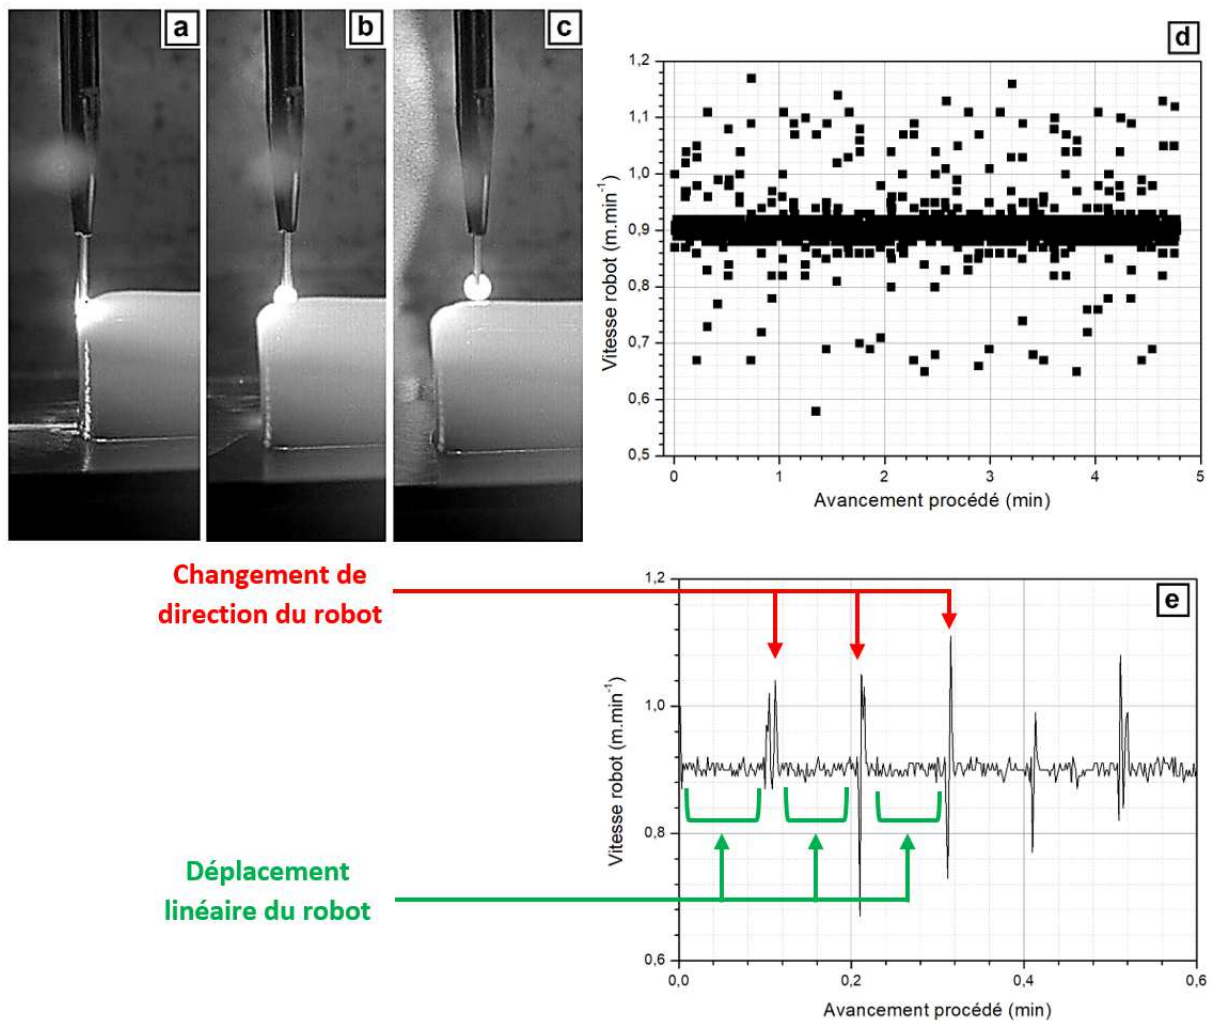 a
b
c
d
1,2
1,1
1,0
0,9
0,8
0,7
0,6
0,5
Vitesse robot (m.min⁻¹)
0
1
2
3
4
5
Avancement procédé (min)
Changement de
direction du robot
Déplacement
linéaire du robot
e
1,2
1,0
0,8
0,6
Vitesse robot (m.min⁻¹)
0,0
0,2
0,4
0,6
Avancement procédé (min)